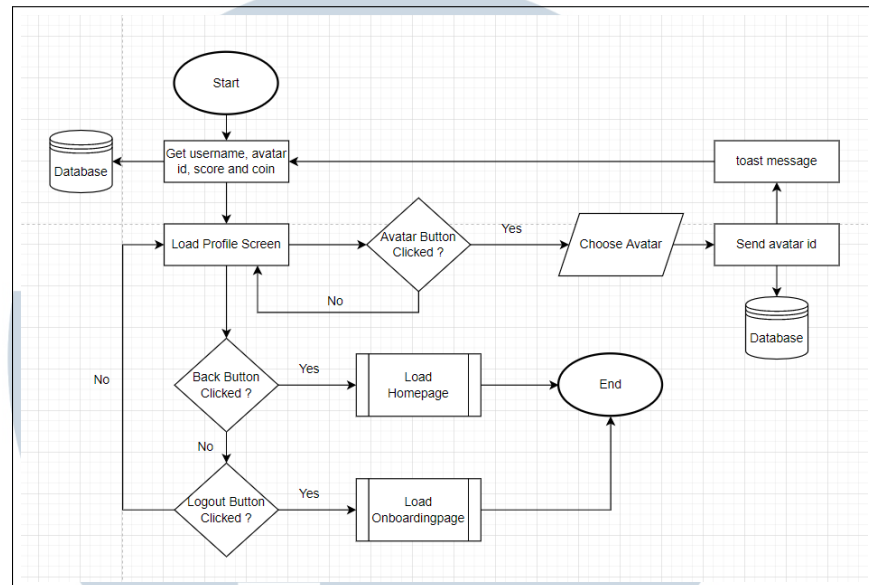 Start
Get username, avatar
id, score and coin
Database
toast message
Load Profile Screen
Avatar Button
Clicked ?
Yes
Choose Avatar
Send avatar id
No
Database
No
Back Button
Clicked ?
Yes
Load
Homepage
End
No
Logout Button
Clicked ?
Yes
Load
Onboardingpage